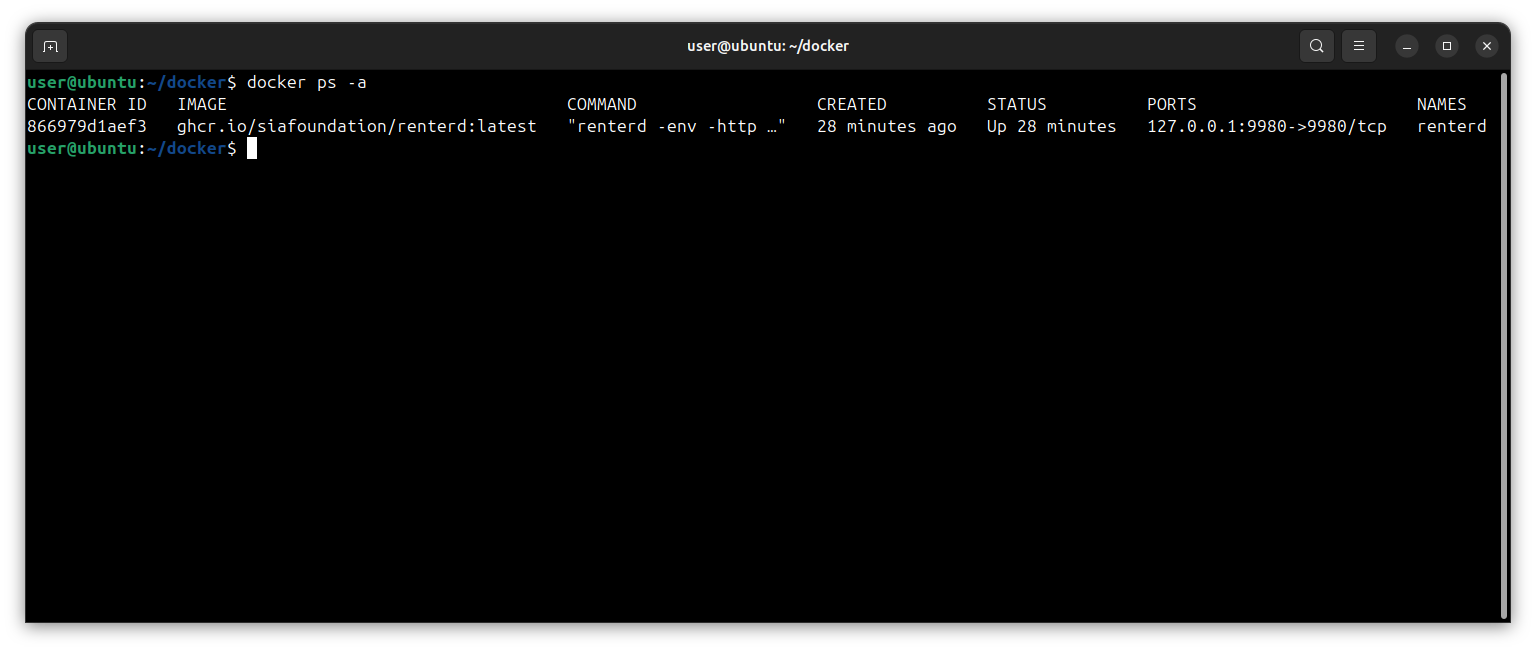 user@ubuntu: ~/docker
user@ubuntu:~/docker$ docker ps -a
CONTAINER ID   IMAGE                                  COMMAND                  CREATED          STATUS          PORTS                      NAMES
866979d1aef3   ghcr.io/siafoundation/renterd:latest   "renterd -env -http …"   28 minutes ago   Up 28 minutes   127.0.0.1:9980->9980/tcp   renterd
user@ubuntu:~/docker$